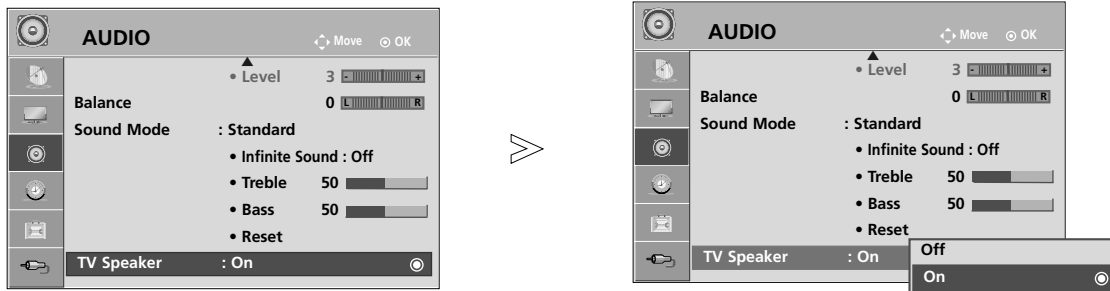 AUDIO
Move OK
• Level 3 - +
Balance 0 L R
Sound Mode : Standard
• Infinite Sound : Off
• Treble 50
• Bass 50
• Reset
TV Speaker : On
AUDIO
Move OK
• Level 3 - +
Balance 0 L R
Sound Mode : Standard
• Infinite Sound : Off
• Treble 50
• Bass 50
• Reset
TV Speaker : On
Off
On